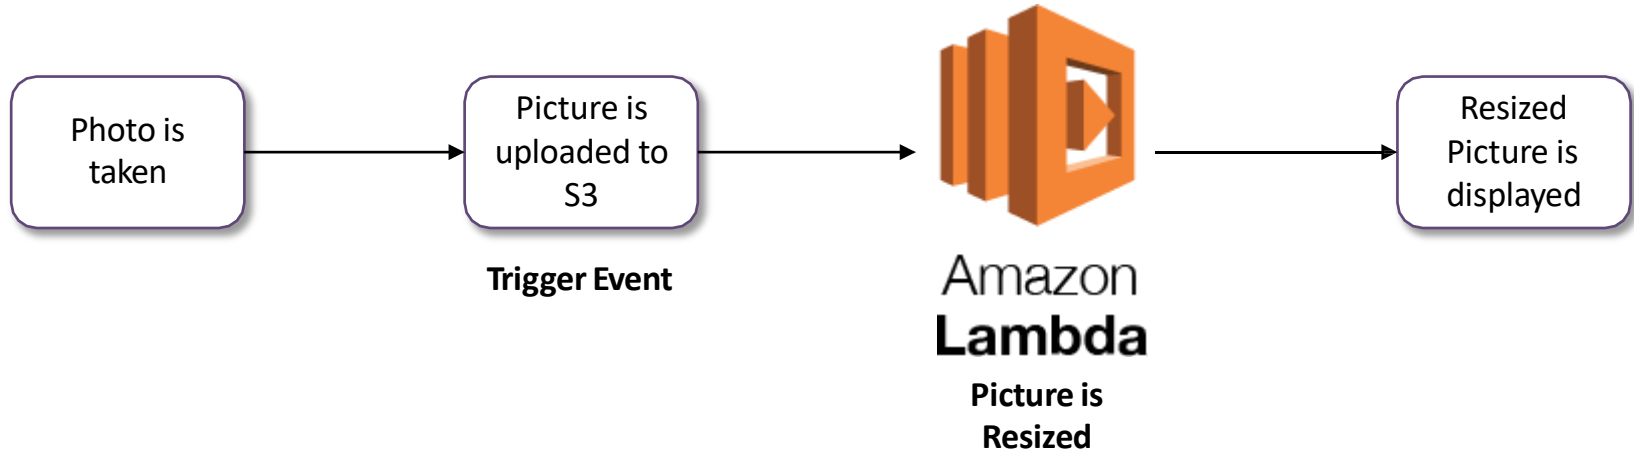 Photo is
taken
Picture is
uploaded to
S3
Trigger Event
Amazon
Lambda
Picture is
Resized
Resized
Picture is
displayed